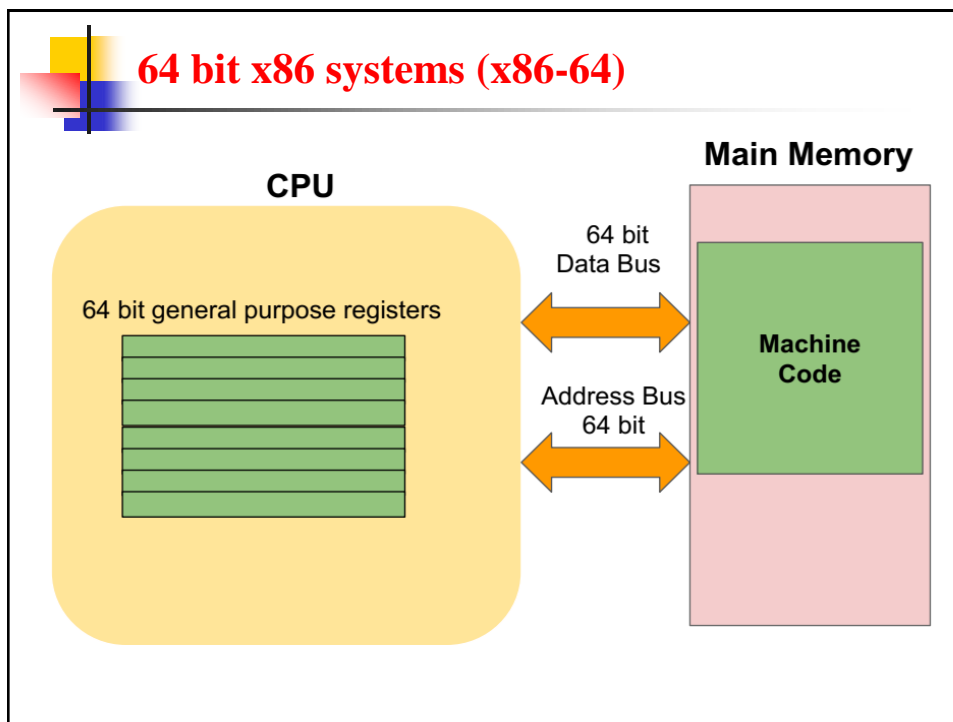 64 bit x86 systems (x86-64)
Main Memory
CPU
64 bit
Data Bus
64 bit general purpose registers
Machine
Code
Address Bus
64 bit